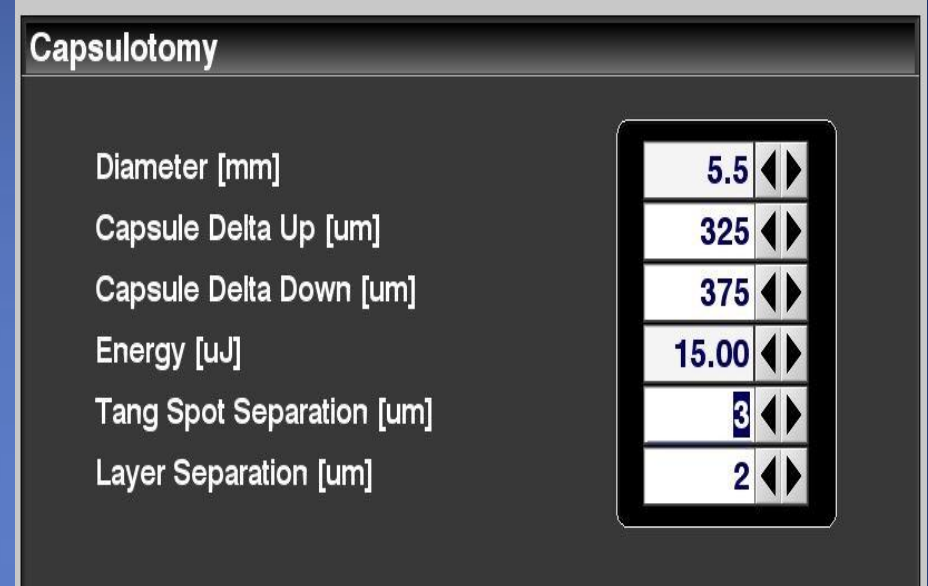 Capsulotomy
Diameter [mm] 5.5
Capsule Delta Up [um] 325
Capsule Delta Down [um] 375
Energy [uJ] 15.00
Tang Spot Separation [um] 3
Layer Separation [um] 2